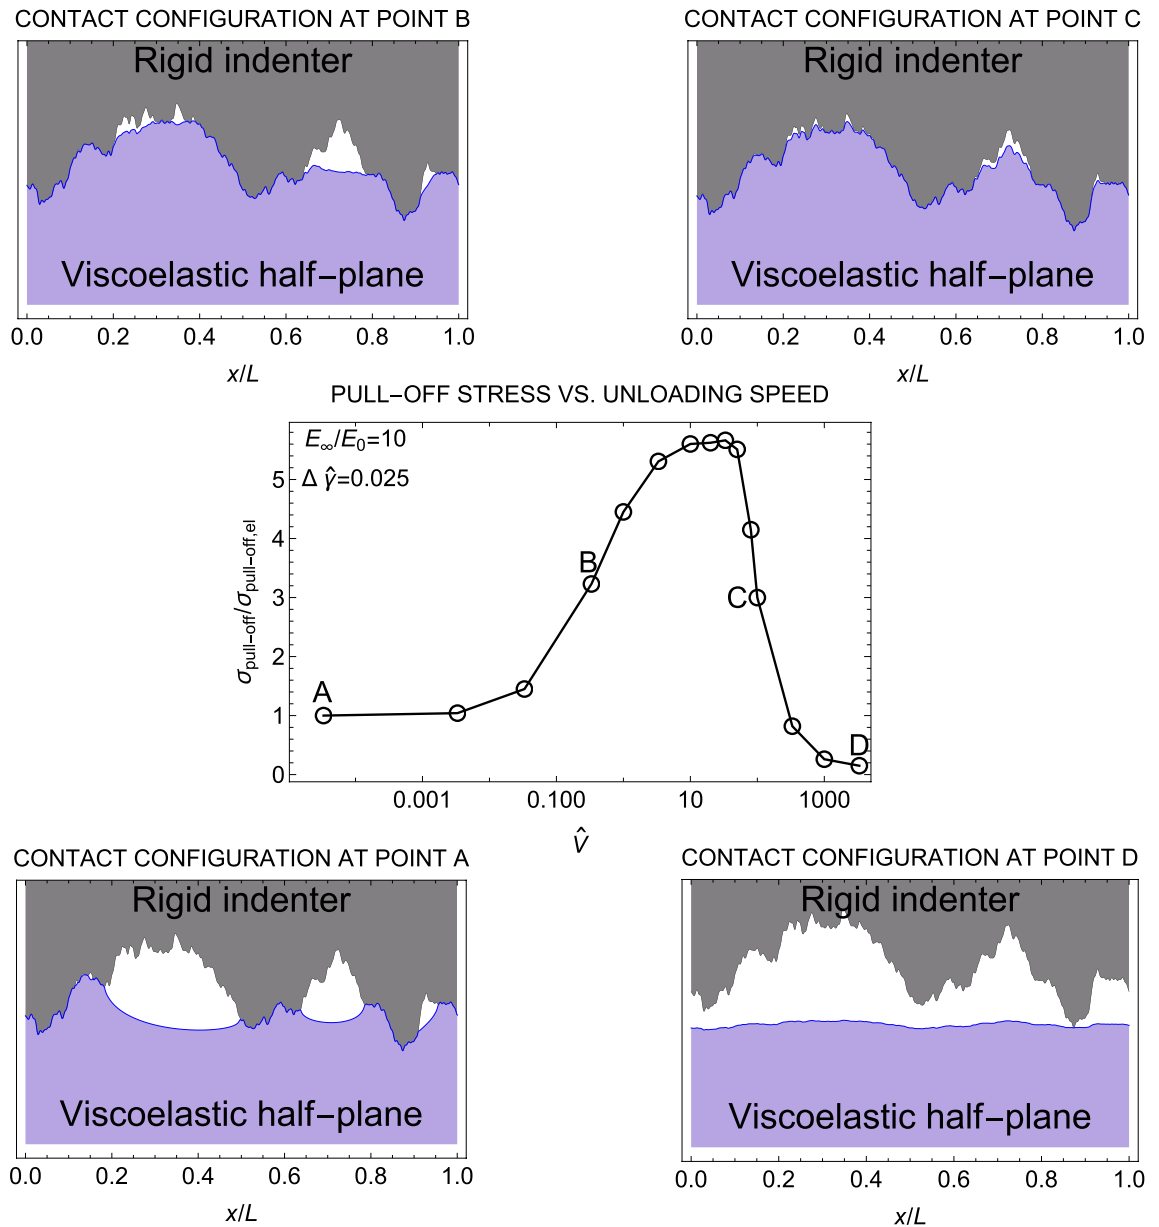 CONTACT CONFIGURATION AT POINT B
Rigid indenter
Viscoelastic half−plane
0.0 0.2 0.4 0.6 0.8 1.0
x/L
CONTACT CONFIGURATION AT POINT C
Rigid indenter
Viscoelastic half−plane
0.0 0.2 0.4 0.6 0.8 1.0
x/L
PULL−OFF STRESS VS. UNLOADING SPEED
E∞/E0=10
Δ γ̂=0.025
σpull−off/σpull−off,el
5
4
3
2
1
0
A
B
C
D
0.001 0.100 10 1000
V̂
CONTACT CONFIGURATION AT POINT A
Rigid indenter
Viscoelastic half−plane
0.0 0.2 0.4 0.6 0.8 1.0
x/L
CONTACT CONFIGURATION AT POINT D
Rigid indenter
Viscoelastic half−plane
0.0 0.2 0.4 0.6 0.8 1.0
x/L